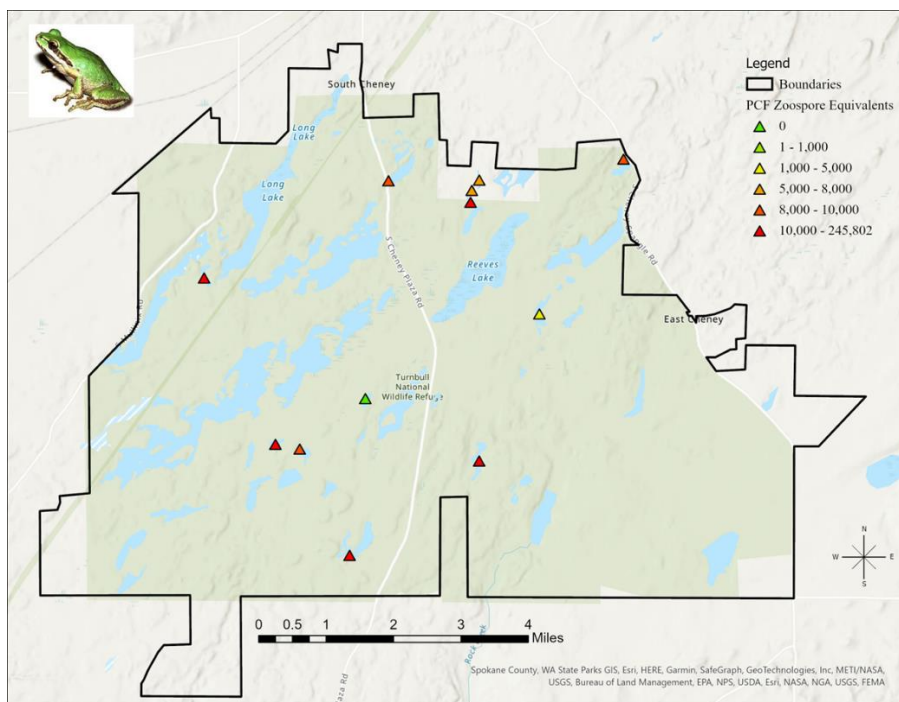 South Cheney
Long
Lake
Long
Lake
Legend
Boundaries
PCF Zoospore Equivalents
0
1 - 1,000
1,000 - 5,000
5,000 - 8,000
8,000 - 10,000
10,000 - 245,802
S Cheney Plaza Rd
Reeves
Lake
East Cheney
Turnbull
National
Wildlife Refuge
N
W E
S
0 0.5 1 2 3 4
Miles
Rock Creek
aza Rd
Spokane County, WA State Parks GIS, Esri, HERE, Garmin, SafeGraph, GeoTechnologies, Inc, METI/NASA,
USGS, Bureau of Land Management, EPA, NPS, USDA, Esri, NASA, NGA, USGS, FEMA